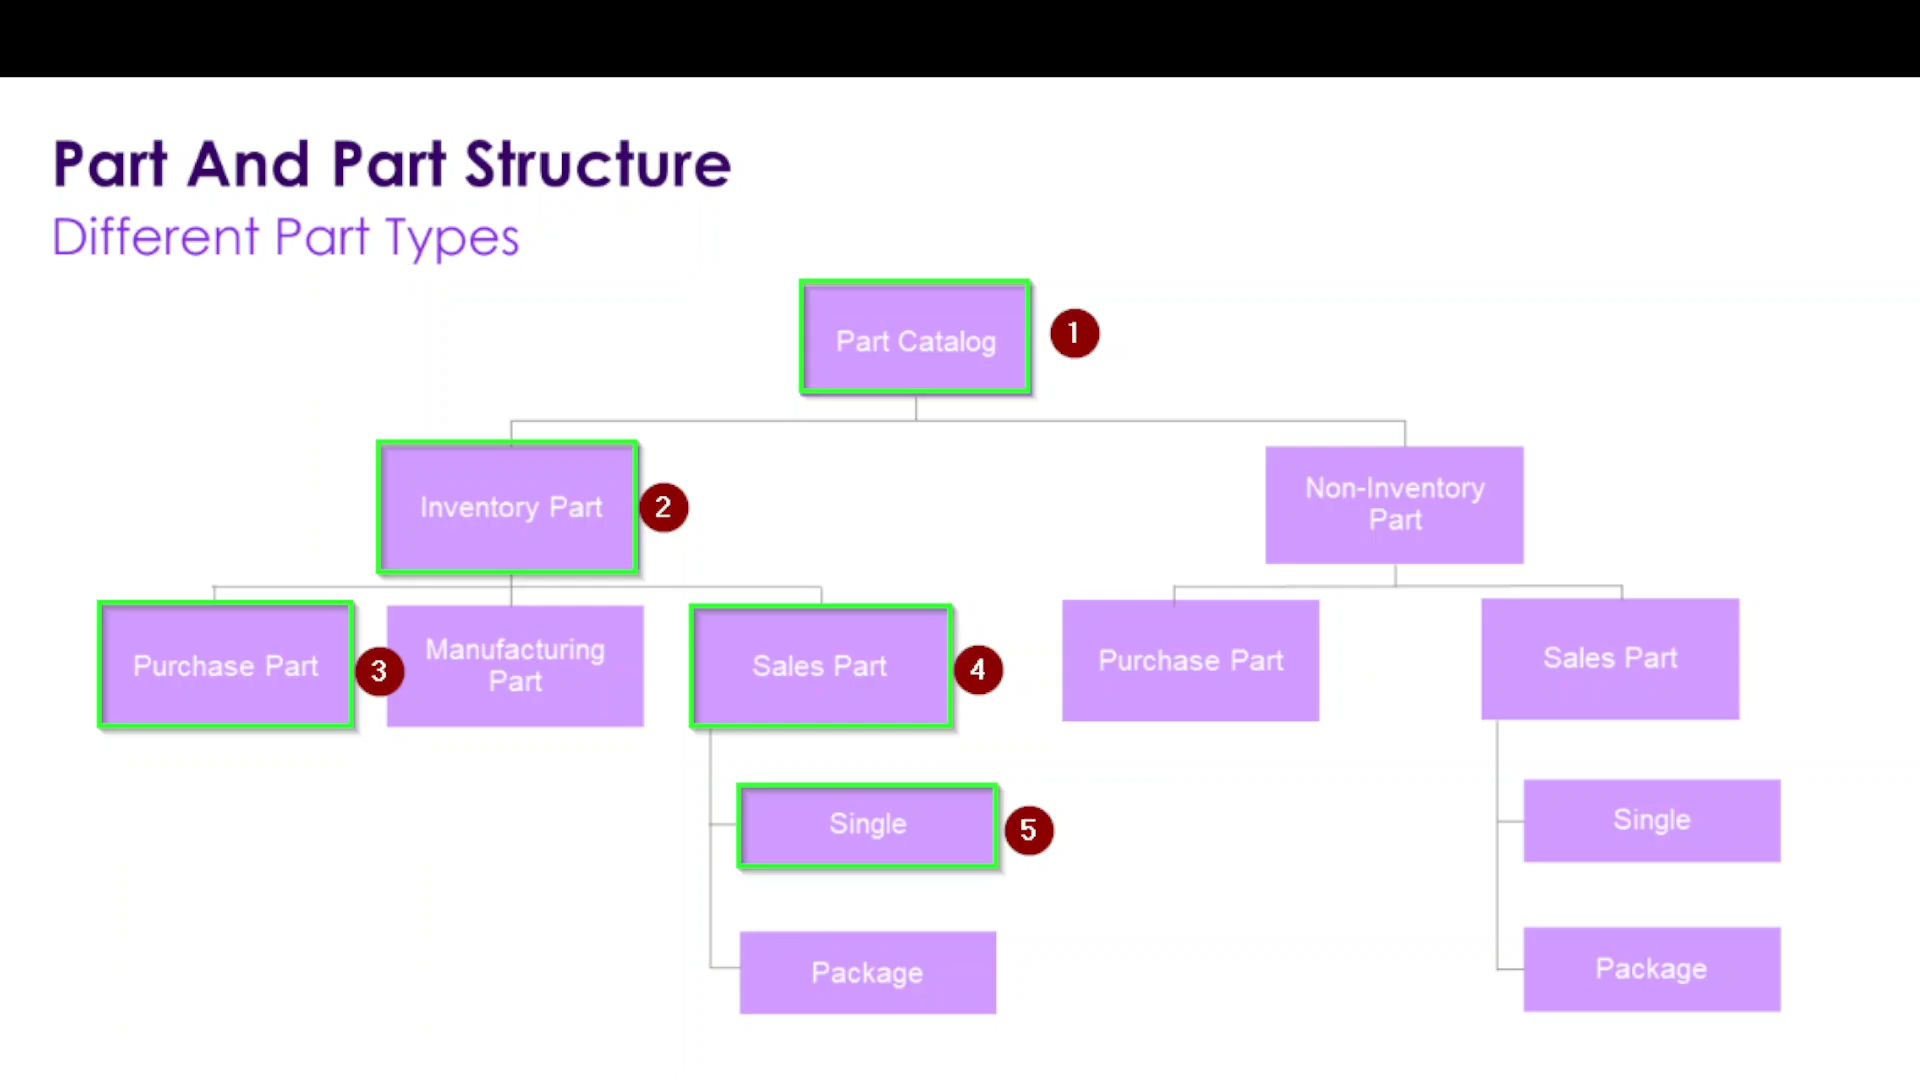 Part And Part Structure
Different Part Types
Part Catalog
1
Inventory Part
2
Non-Inventory
Part
Purchase Part
3
Manufacturing
Part
Sales Part
4
Purchase Part
Sales Part
Single
5
Single
Package
Package